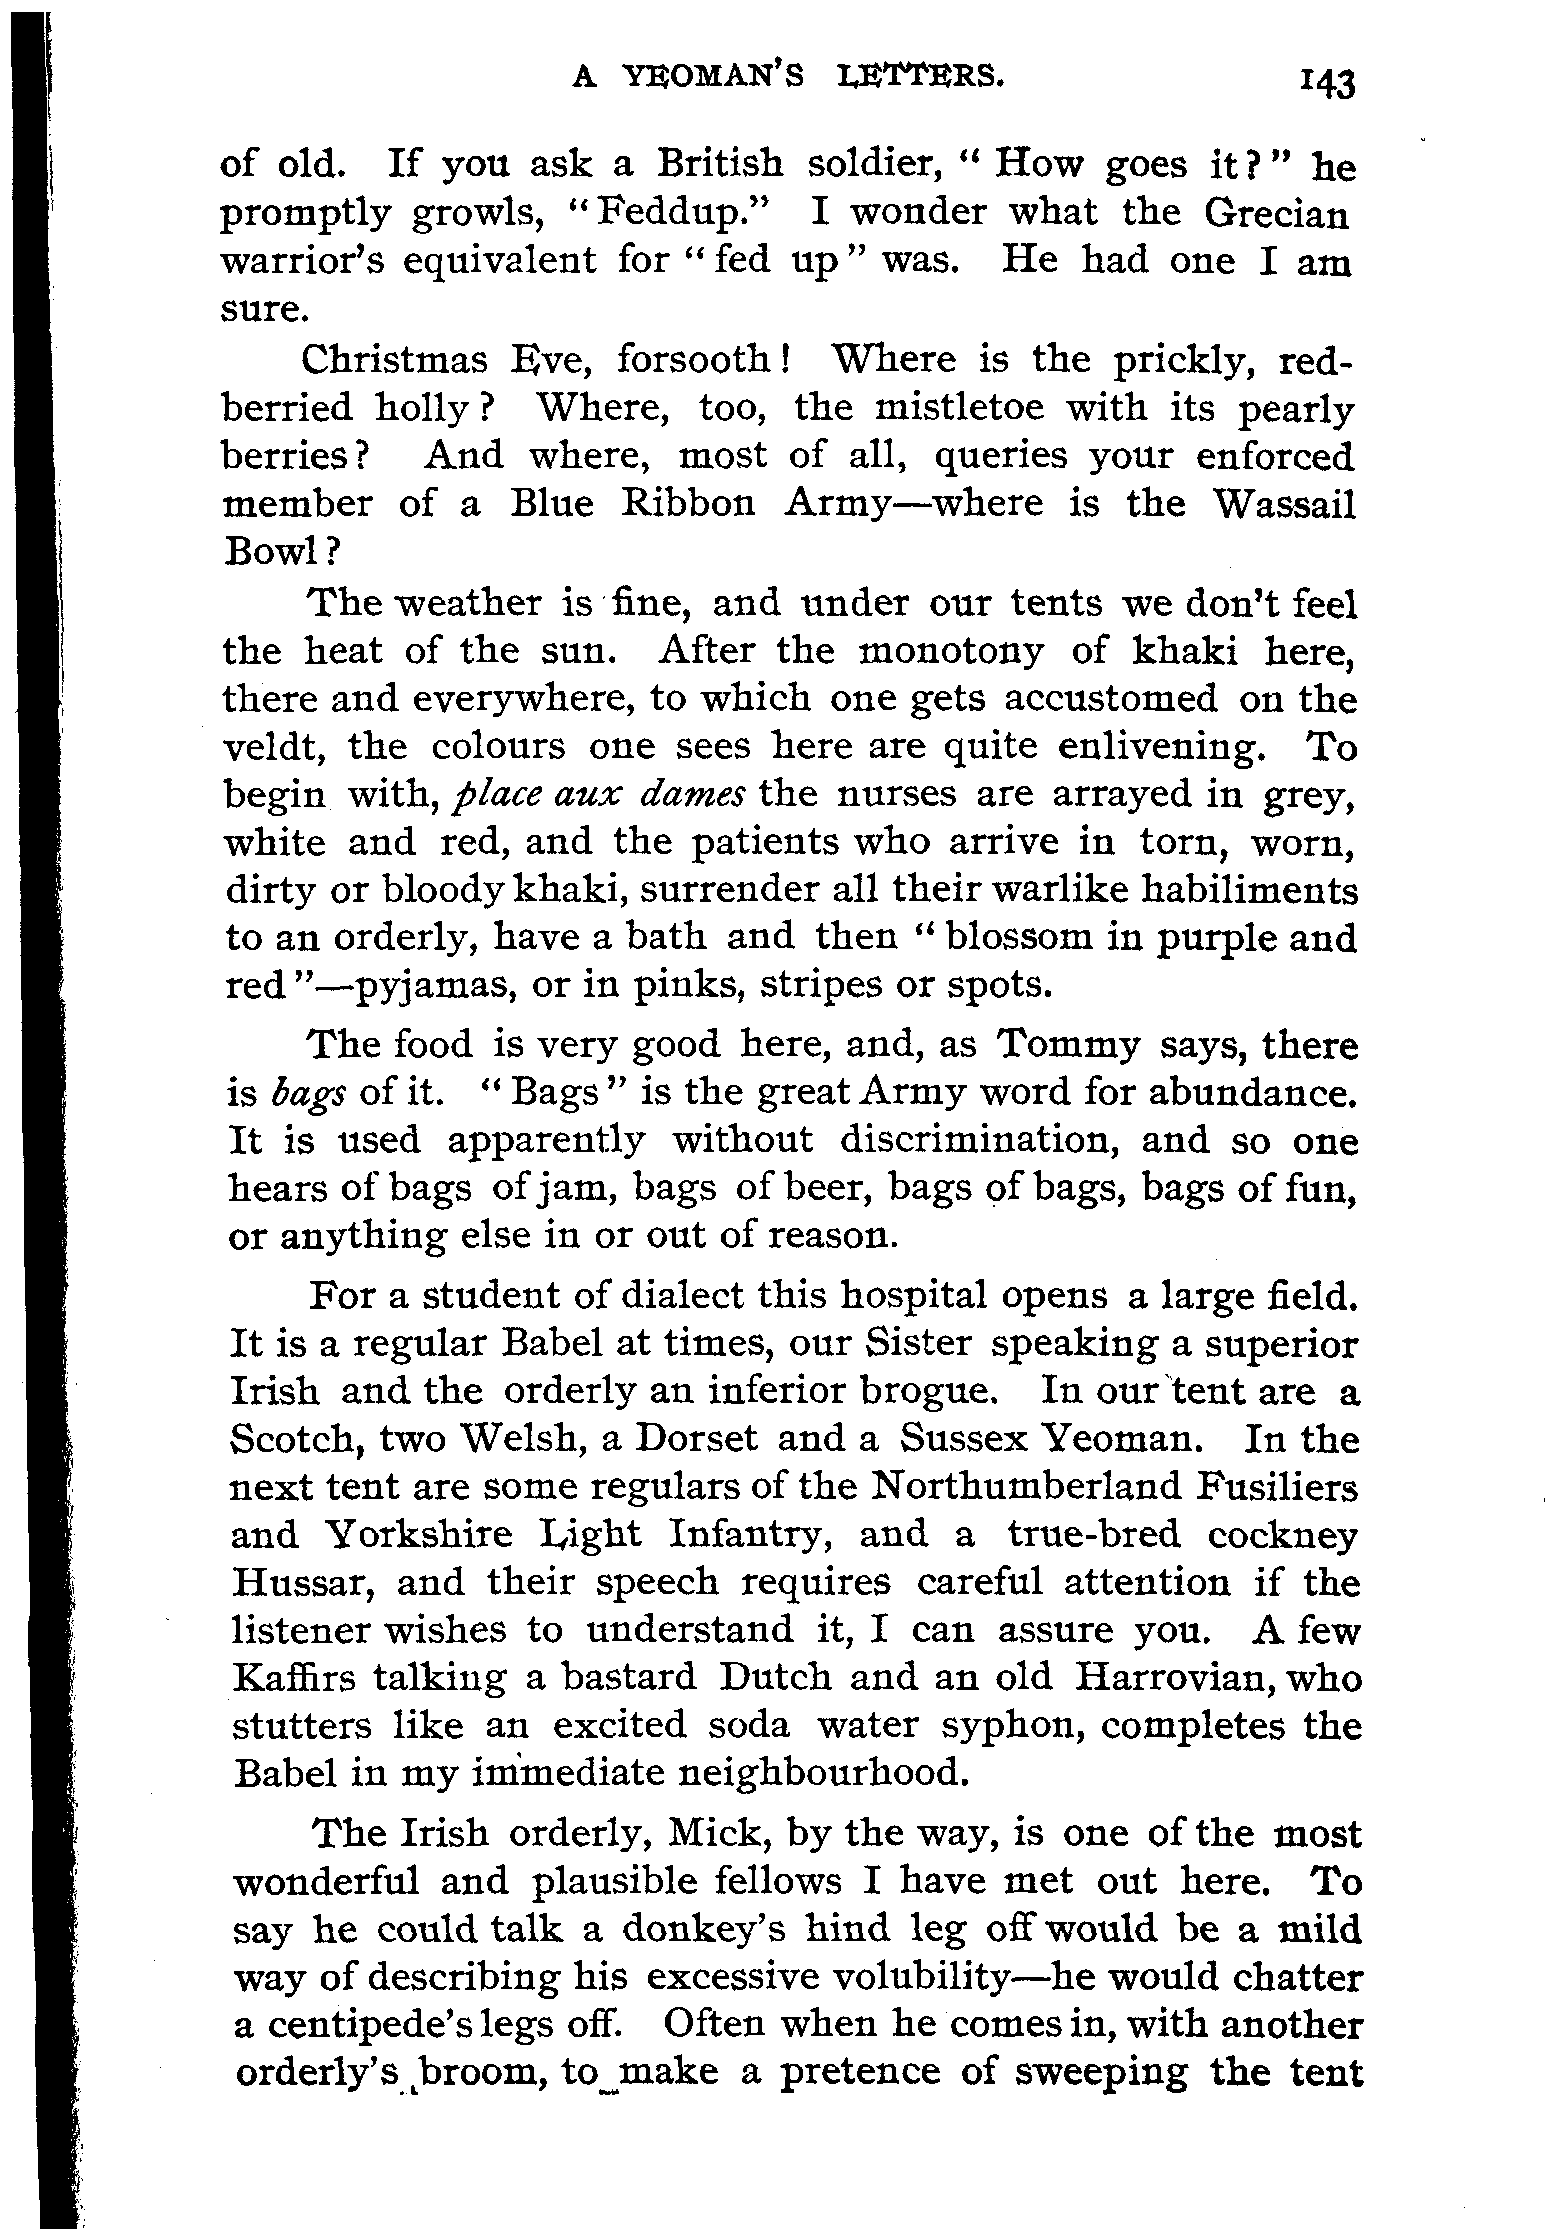 A YEOMAN'S LETTERS. 143
of old. If you ask a British soldier, "How goes it?" he
promptly growls, "Feddup." I wonder what the Grecian
warrior's equivalent for "fed up" was. He had one I am
sure.
Christmas Eve, forsooth! Where is the prickly, red-
berried holly? Where, too, the mistletoe with its pearly
berries? And where, most of all, queries your enforced
member of a Blue Ribbon Army—where is the Wassail
Bowl?
The weather is fine, and under our tents we don't feel
the heat of the sun. After the monotony of khaki here,
there and everywhere, to which one gets accustomed on the
veldt, the colours one sees here are quite enlivening. To
begin with, place aux dames the nurses are arrayed in grey,
white and red, and the patients who arrive in torn, worn,
dirty or bloody khaki, surrender all their warlike habiliments
to an orderly, have a bath and then "blossom in purple and
red"—pyjamas, or in pinks, stripes or spots.
The food is very good here, and, as Tommy says, there
is bags of it. "Bags" is the great Army word for abundance.
It is used apparently without discrimination, and so one
hears of bags of jam, bags of beer, bags of bags, bags of fun,
or anything else in or out of reason.
For a student of dialect this hospital opens a large field.
It is a regular Babel at times, our Sister speaking a superior
Irish and the orderly an inferior brogue. In our tent are a
Scotch, two Welsh, a Dorset and a Sussex Yeoman. In the
next tent are some regulars of the Northumberland Fusiliers
and Yorkshire Light Infantry, and a true-bred cockney
Hussar, and their speech requires careful attention if the
listener wishes to understand it, I can assure you. A few
Kaffirs talking a bastard Dutch and an old Harrovian, who
stutters like an excited soda water syphon, completes the
Babel in my immediate neighbourhood.
The Irish orderly, Mick, by the way, is one of the most
wonderful and plausible fellows I have met out here. To
say he could talk a donkey's hind leg off would be a mild
way of describing his excessive volubility—he would chatter
a centipede's legs off. Often when he comes in, with another
orderly's broom, to make a pretence of sweeping the tent